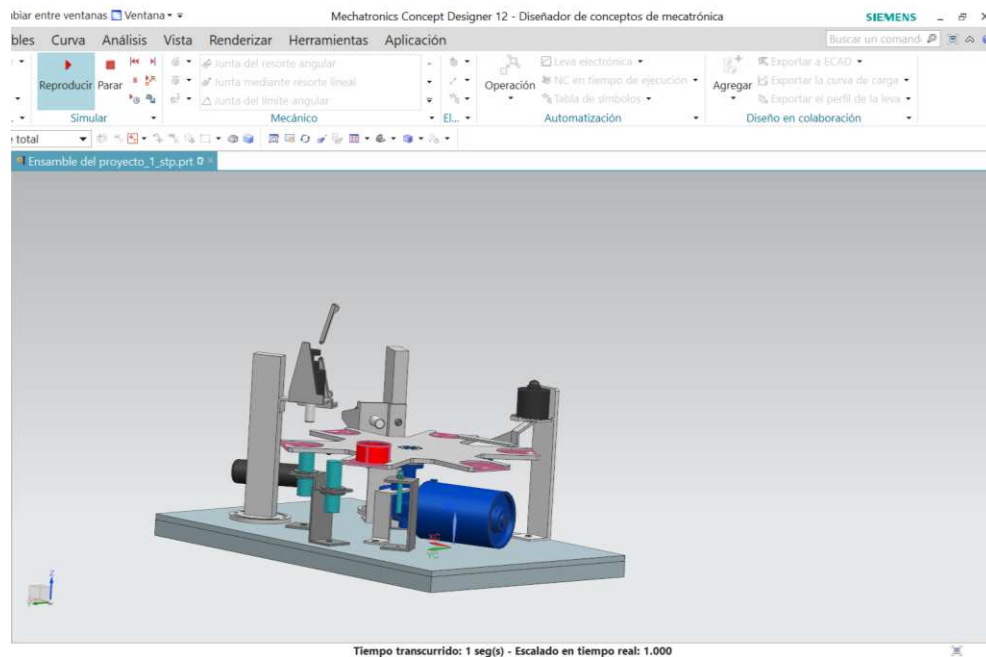 biar entre ventanas Ventana Mechatronics Concept Designer 12 - Diseñador de conceptos de mecatrónica SIEMENS
bles Curva Análisis Vista Renderizar Herramientas Aplicación Buscar un comand
Junta del resorte angular Leva electrónica Exportar a ECAD
Reproducir Parar Junta mediante resorte lineal Operación NC en tiempo de ejecución Agregar Exportar la curva de carga
Junta del límite angular Tabla de símbolos Exportar el perfil de la leva
Simular Mecánico El... Automatización Diseño en colaboración
total
Ensamble del proyecto_1_stp.prt
XC
YC
Z
Y
Tiempo transcurrido: 1 seg(s) - Escalado en tiempo real: 1.000